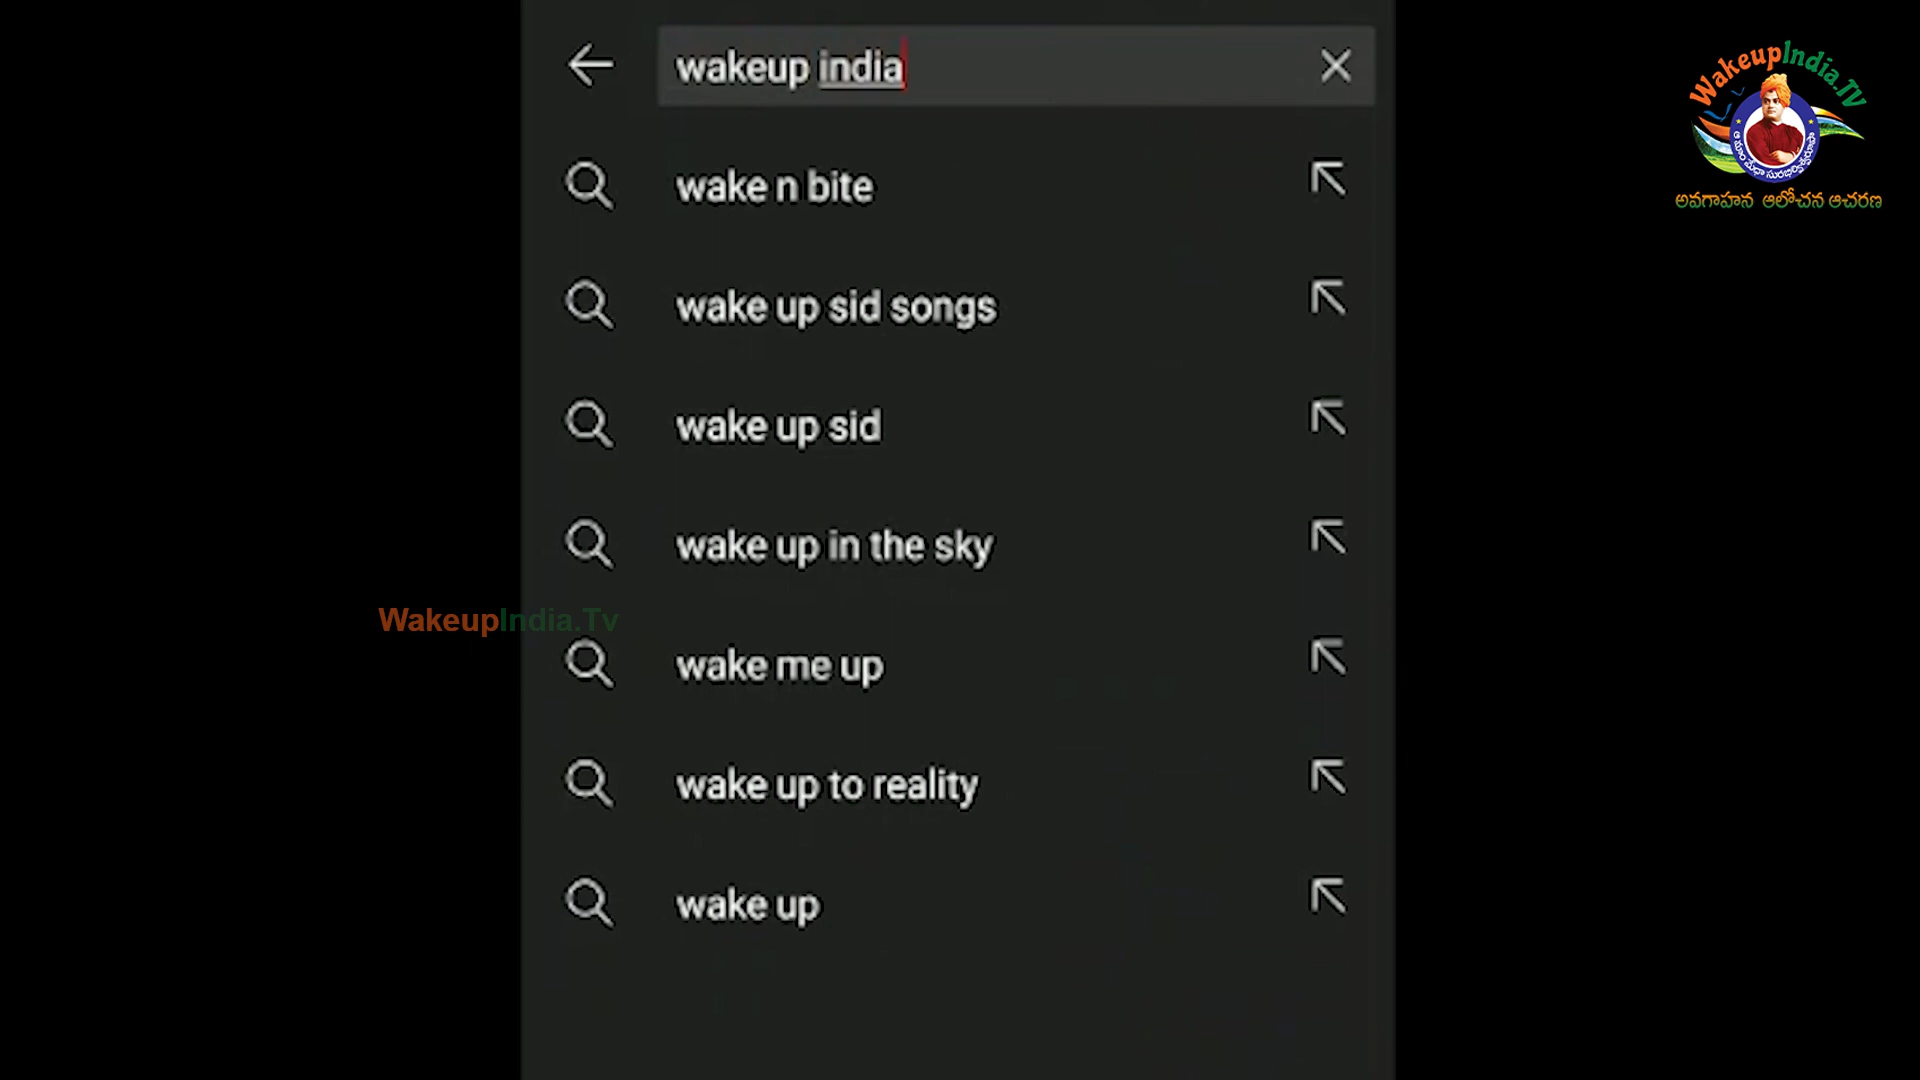 wakeup india
wake n bite
wake up sid songs
wake up sid
wake up in the sky
wake me up
wake up to reality
wake up
WakeupIndia.Tv
WakeupIndia.TV
అవగాహన ఆలోచన ఆచరణ